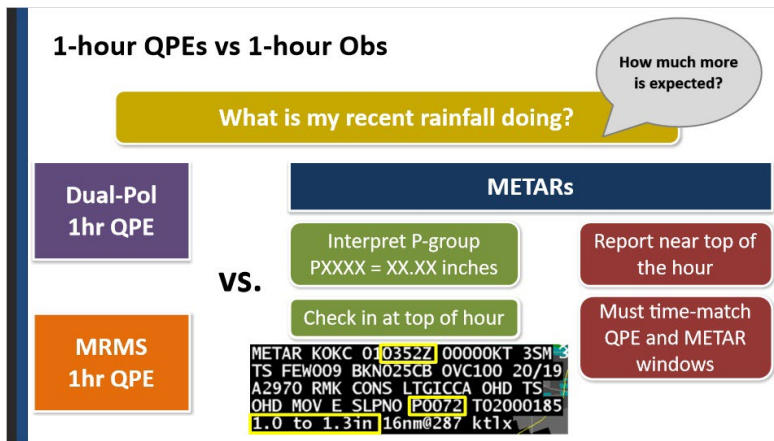 1-hour QPEs vs 1-hour Obs
How much more
is expected?
What is my recent rainfall doing?
Dual-Pol
1hr QPE
METARs
Interpret P-group
PXXXX = XX.XX inches
Report near top of
the hour
vs.
Check in at top of hour
Must time-match
QPE and METAR
windows
MRMS
1hr QPE
METAR KOKC 010352Z 00000KT 3SM
TS FEW009 BKN025CB OVC100 20/19
A2970 RMK CONS LTGICCA OHD TS
OHD MOV E SLPNO P0072 T02000185
1.0 to 1.3in 16nm@287 ktlx